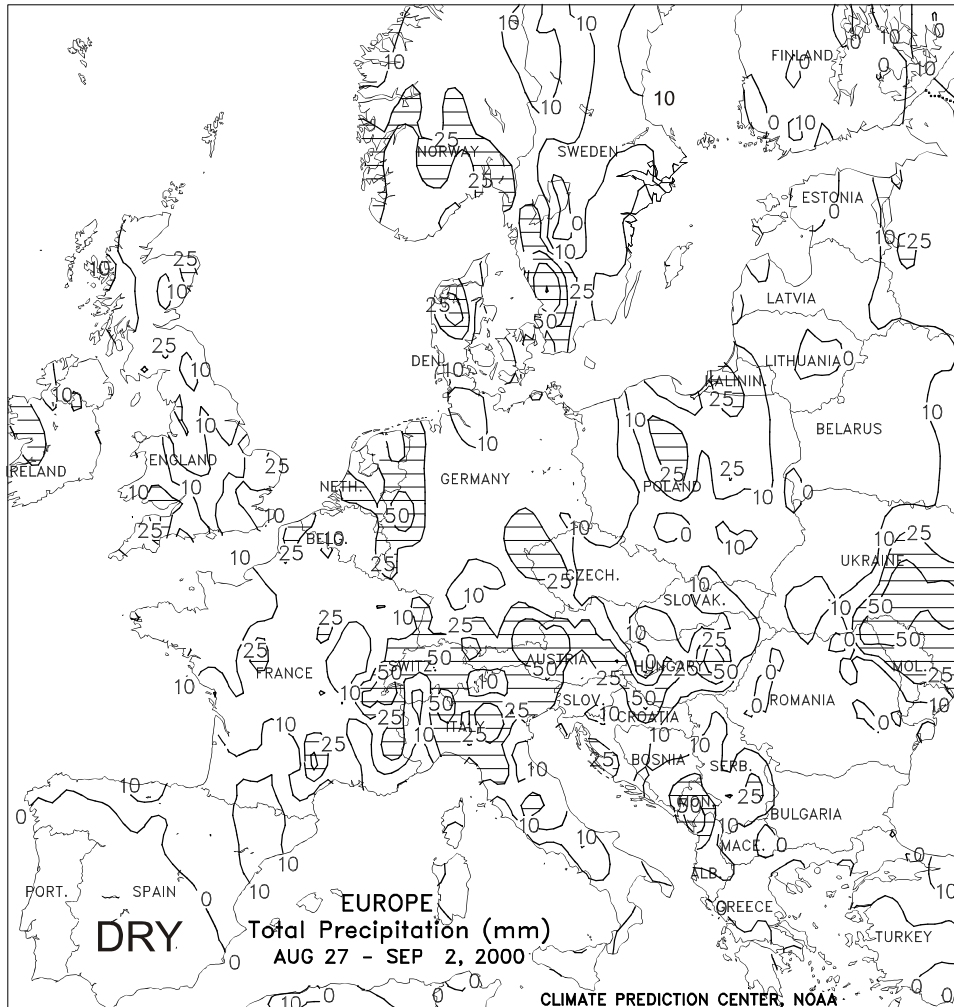 FINLAND
NORWAY
SWEDEN
ESTONIA
LATVIA
DEN.
LITHUANIA
KALININ.
BELARUS
IRELAND
ENGLAND
NETH.
GERMANY
POLAND
BELG.
UKRAINE
CZECH.
SLOVAK.
FRANCE
SWITZ.
AUSTRIA
HUNGARY
MOL.
SLOV.
ROMANIA
CROATIA
ITALY
BOSNIA
SERB.
MON.
BULGARIA
MACE.
ALB.
PORT.
SPAIN
GREECE
TURKEY
DRY
EUROPE
Total Precipitation (mm)
AUG 27 - SEP 2, 2000
CLIMATE PREDICTION CENTER, NOAA